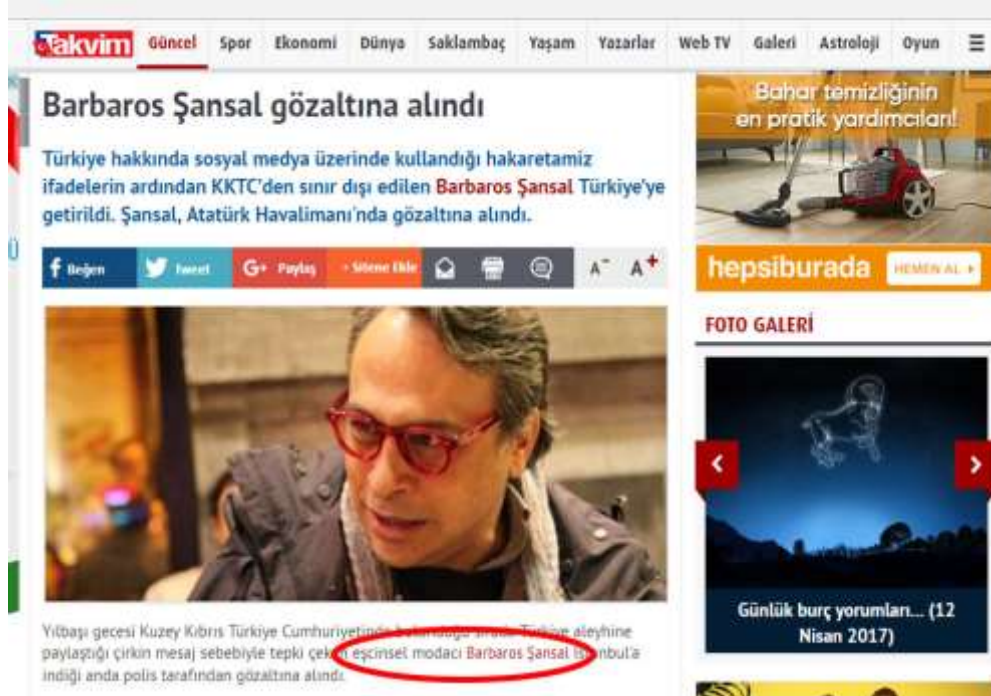 Takvim
Güncel Spor Ekonomi Dünya Saklambaç Yaşam Yazarlar Web TV Galeri Astroloji Oyun
Barbaros Şansal gözaltına alındı
Türkiye hakkında sosyal medya üzerinde kullandığı hakaretamiz
ifadelerin ardından KKTC'den sınır dışı edilen Barbaros Şansal Türkiye'ye
getirildi. Şansal, Atatürk Havalimanı'nda gözaltına alındı.
f Beğen Tweet G+ Paylaş + Sitene Ekle A- A+
Yılbaşı gecesi Kuzey Kıbrıs Türkiye Cumhuriyetinde bulunduğu sırada Türkiye aleyhine
paylaştığı çirkin mesaj sebebiyle tepki çeken eşcinsel modacı Barbaros Şansal İstanbul'a
indiği anda polis tarafından gözaltına alındı.
Bahar temizliğinin
en pratik yardımcıları!
hepsiburada HEMEN AL
FOTO GALERİ
Günlük burç yorumları... (12
Nisan 2017)